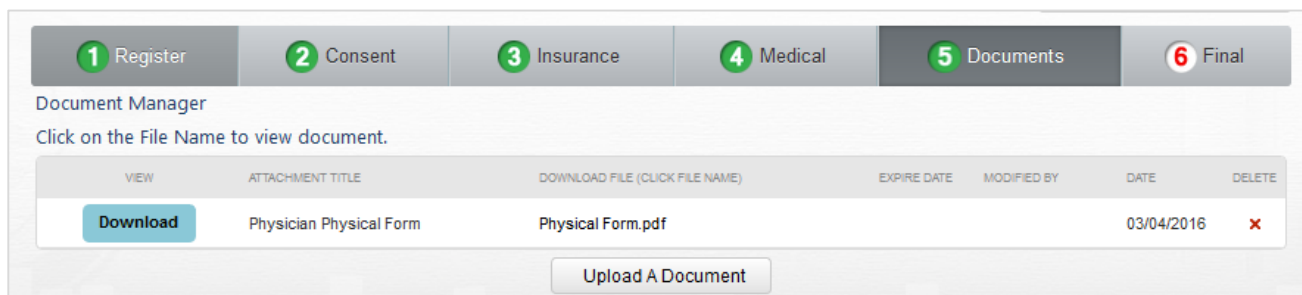 1 Register 2 Consent 3 Insurance 4 Medical 5 Documents 6 Final
Document Manager
Click on the File Name to view document.
VIEW ATTACHMENT TITLE DOWNLOAD FILE (CLICK FILE NAME) EXPIRE DATE MODIFIED BY DATE DELETE
Download Physician Physical Form Physical Form.pdf 03/04/2016 ×
Upload A Document